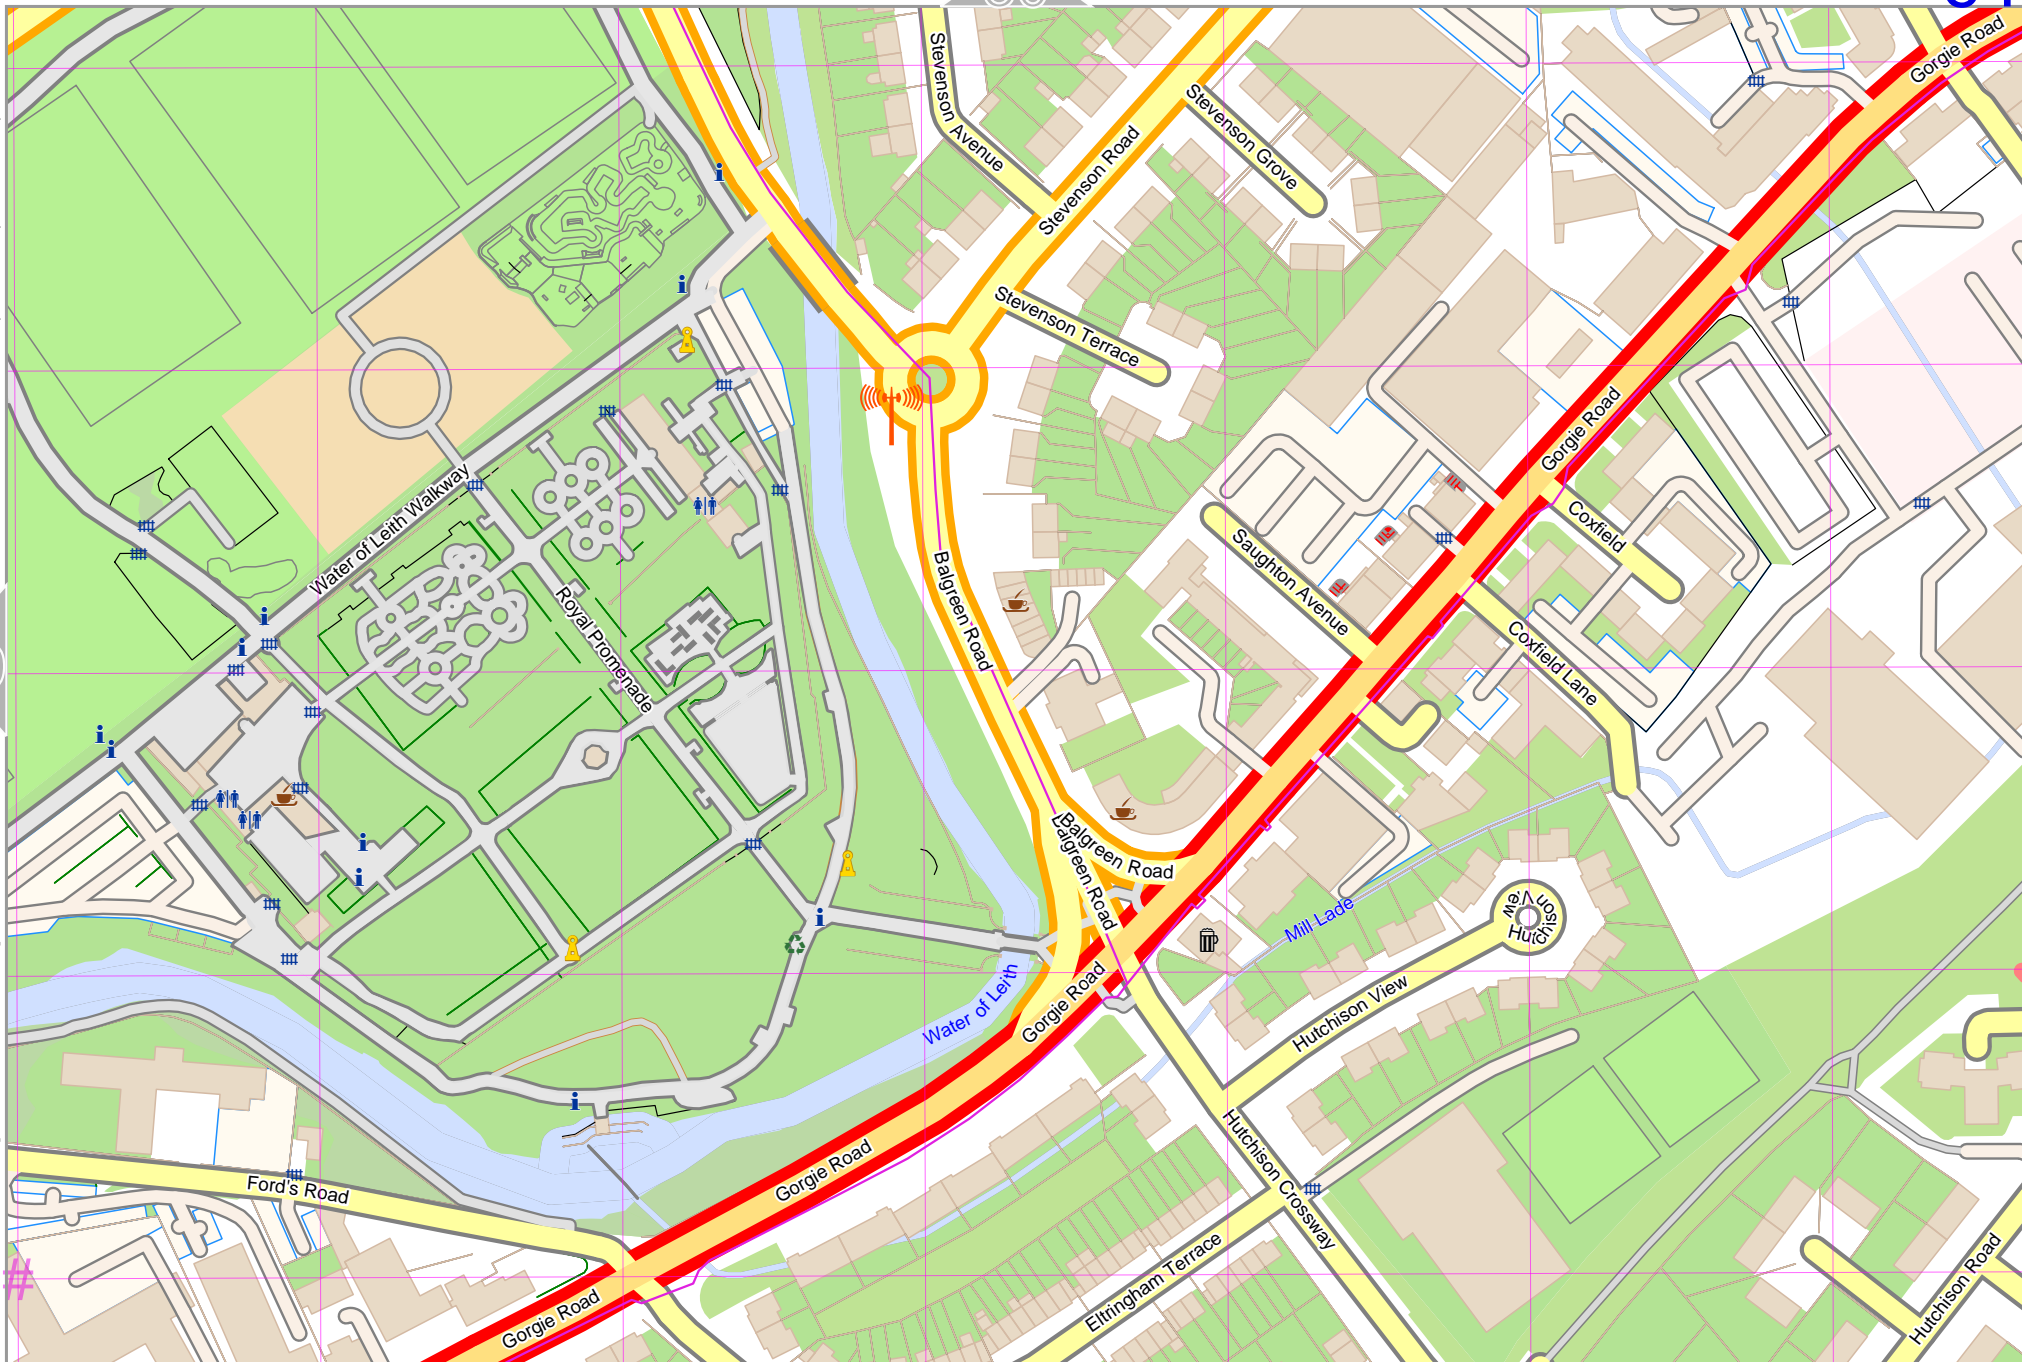 Gorgie Road
Stevenson Avenue
Stevenson Road
Stevenson Grove
Stevenson Terrace
Gorgie Road
Water of Leith Walkway
Royal Promenade
Balgreen Road
Saughton Avenue
Coxfield
Coxfield Lane
Balgreen Road
Balgreen Road
Mill Lade
Hutchison View
Water of Leith
Gorgie Road
Hutchison View
Hutchison Crossway
Gorgie Road
Ford's Road
Eltringham Terrace
Hutchison Road
Gorgie Road
#